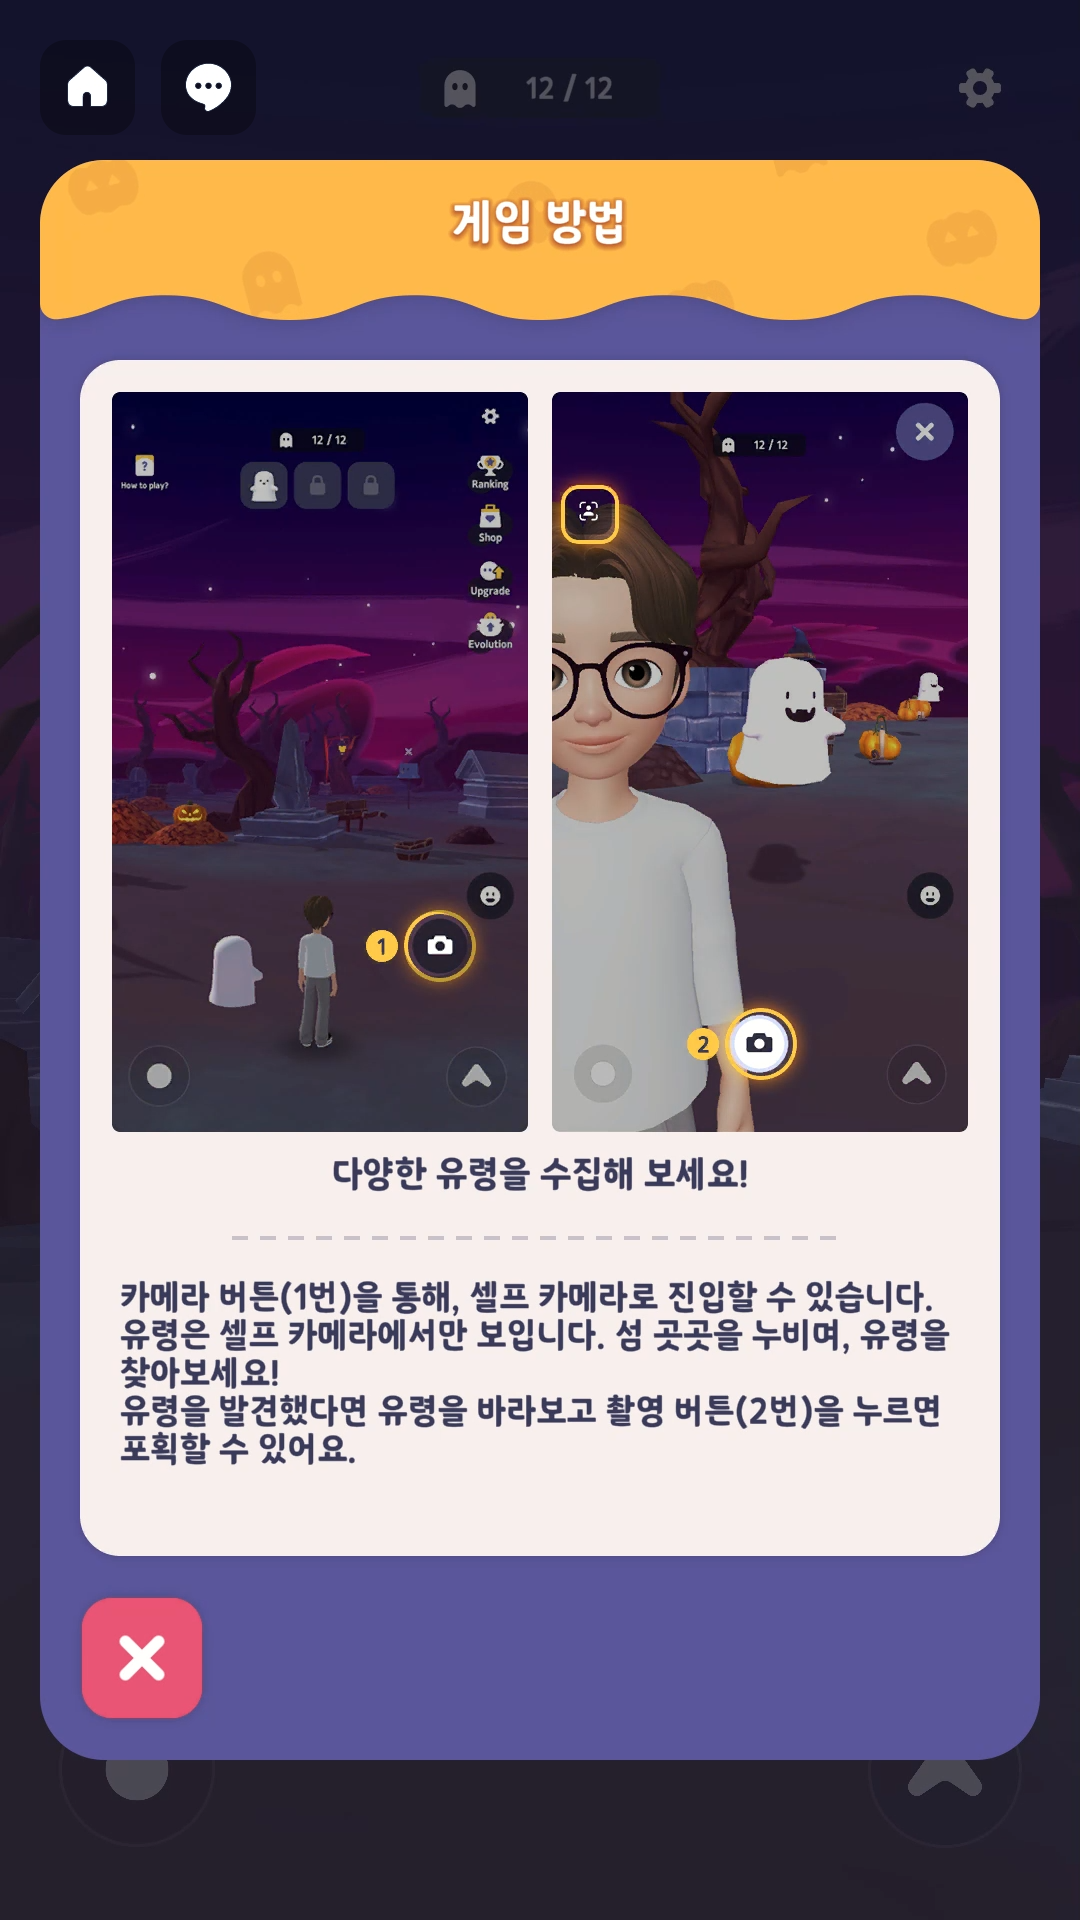 12 / 12
게임 방법
12 / 12
How to play?
Ranking
Shop
Upgrade
Evolution
1
12 / 12
2
다양한 유령을 수집해 보세요!
카메라 버튼(1번)을 통해, 셀프 카메라로 진입할 수 있습니다.
유령은 셀프 카메라에서만 보입니다. 섬 곳곳을 누비며, 유령을
찾아보세요!
유령을 발견했다면 유령을 바라보고 촬영 버튼(2번)을 누르면
포획할 수 있어요.